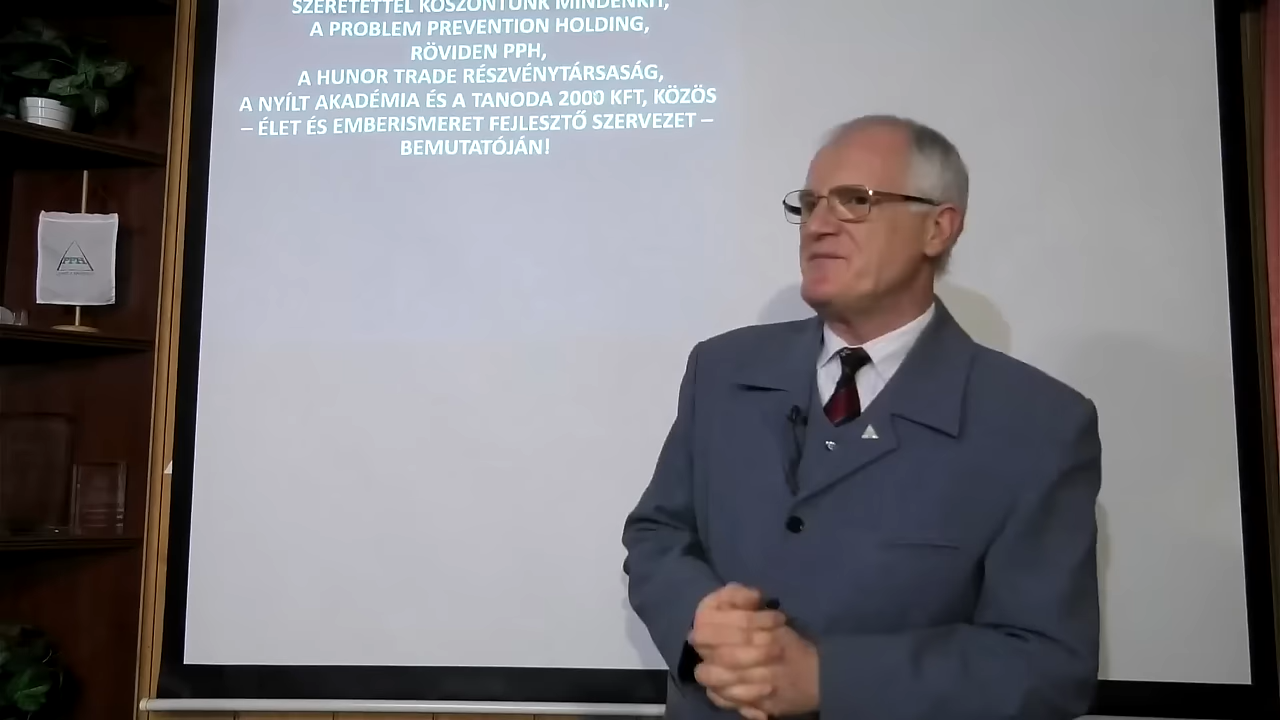 SZERETETTEL KÖSZÖNTÜNK MINDENKIT,
A PROBLEM PREVENTION HOLDING,
RÖVIDEN PPH,
A HUNOR TRADE RÉSZVÉNYTÁRSASÁG,
A NYÍLT AKADÉMIA ÉS A TANODA 2000 KFT, KÖZÖS
– ÉLET ÉS EMBERISMERET FEJLESZTŐ SZERVEZET –
BEMUTATÓJÁN!
PPH